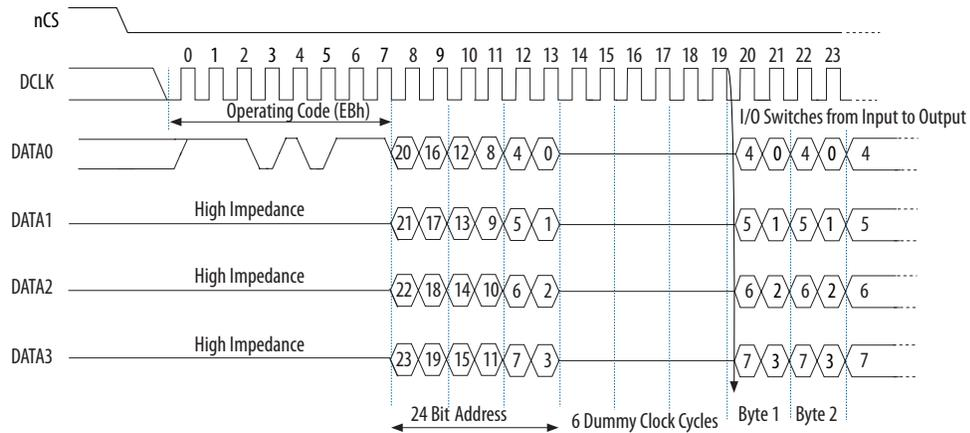 nCS
0 1 2 3 4 5 6 7 8 9 10 11 12 13 14 15 16 17 18 19 20 21 22 23
DCLK
Operating Code (EBh)
I/O Switches from Input to Output
DATA0 20 16 12 8 4 0 4 0 4 0 4
DATA1 High Impedance 21 17 13 9 5 1 5 1 5 1 5
DATA2 High Impedance 22 18 14 10 6 2 6 2 6 2 6
DATA3 High Impedance 23 19 15 11 7 3 7 3 7 3 7
24 Bit Address 6 Dummy Clock Cycles Byte 1 Byte 2